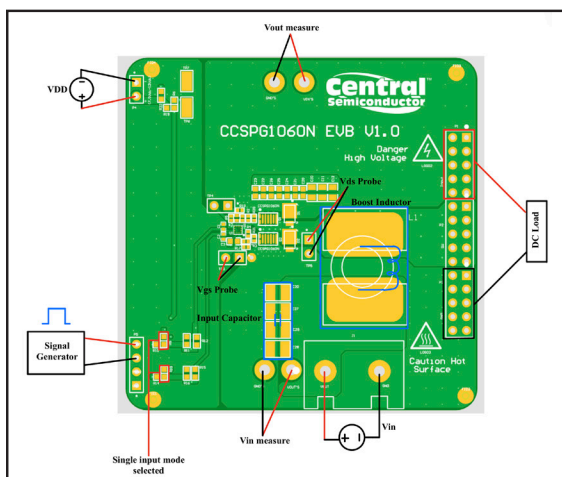 Vout measure
VDD
Central™
Semiconductor
CCSPG1060N EVB V1.0
Danger
High Voltage
Vds Probe
Boost Inductor
L1
DC Load
Vgs Probe
Input Capacitor
Signal
Generator
Caution Hot
Surface
Vin measure
Vin
Single input mode
selected